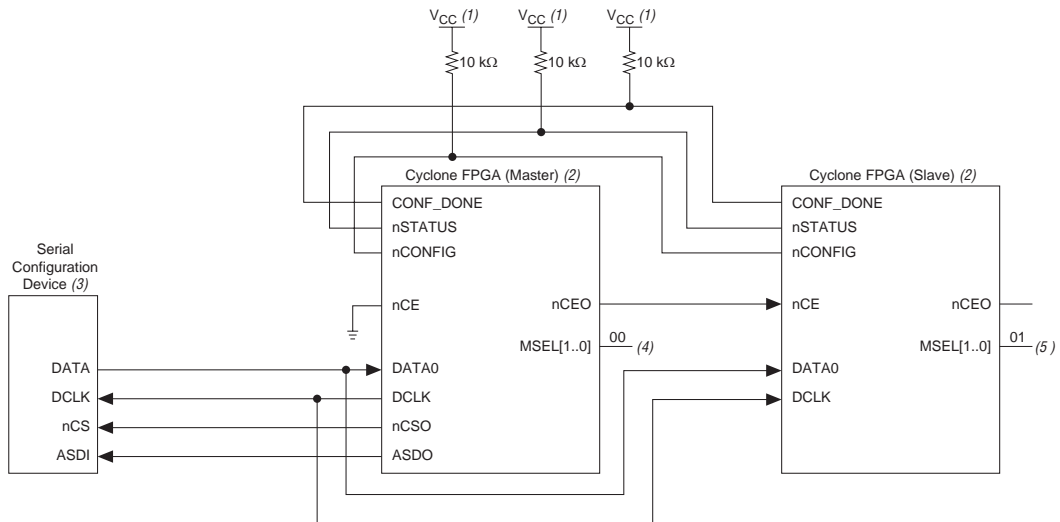 VCC (1)
VCC (1)
VCC (1)
10 kΩ
10 kΩ
10 kΩ
Cyclone FPGA (Master) (2)
CONF_DONE
nSTATUS
nCONFIG
nCE
nCEO
MSEL[1..0]
00
(4)
DATA0
DCLK
nCSO
ASDO
Cyclone FPGA (Slave) (2)
CONF_DONE
nSTATUS
nCONFIG
nCE
nCEO
MSEL[1..0]
01
(5)
DATA0
DCLK
Serial
Configuration
Device (3)
DATA
DCLK
nCS
ASDI